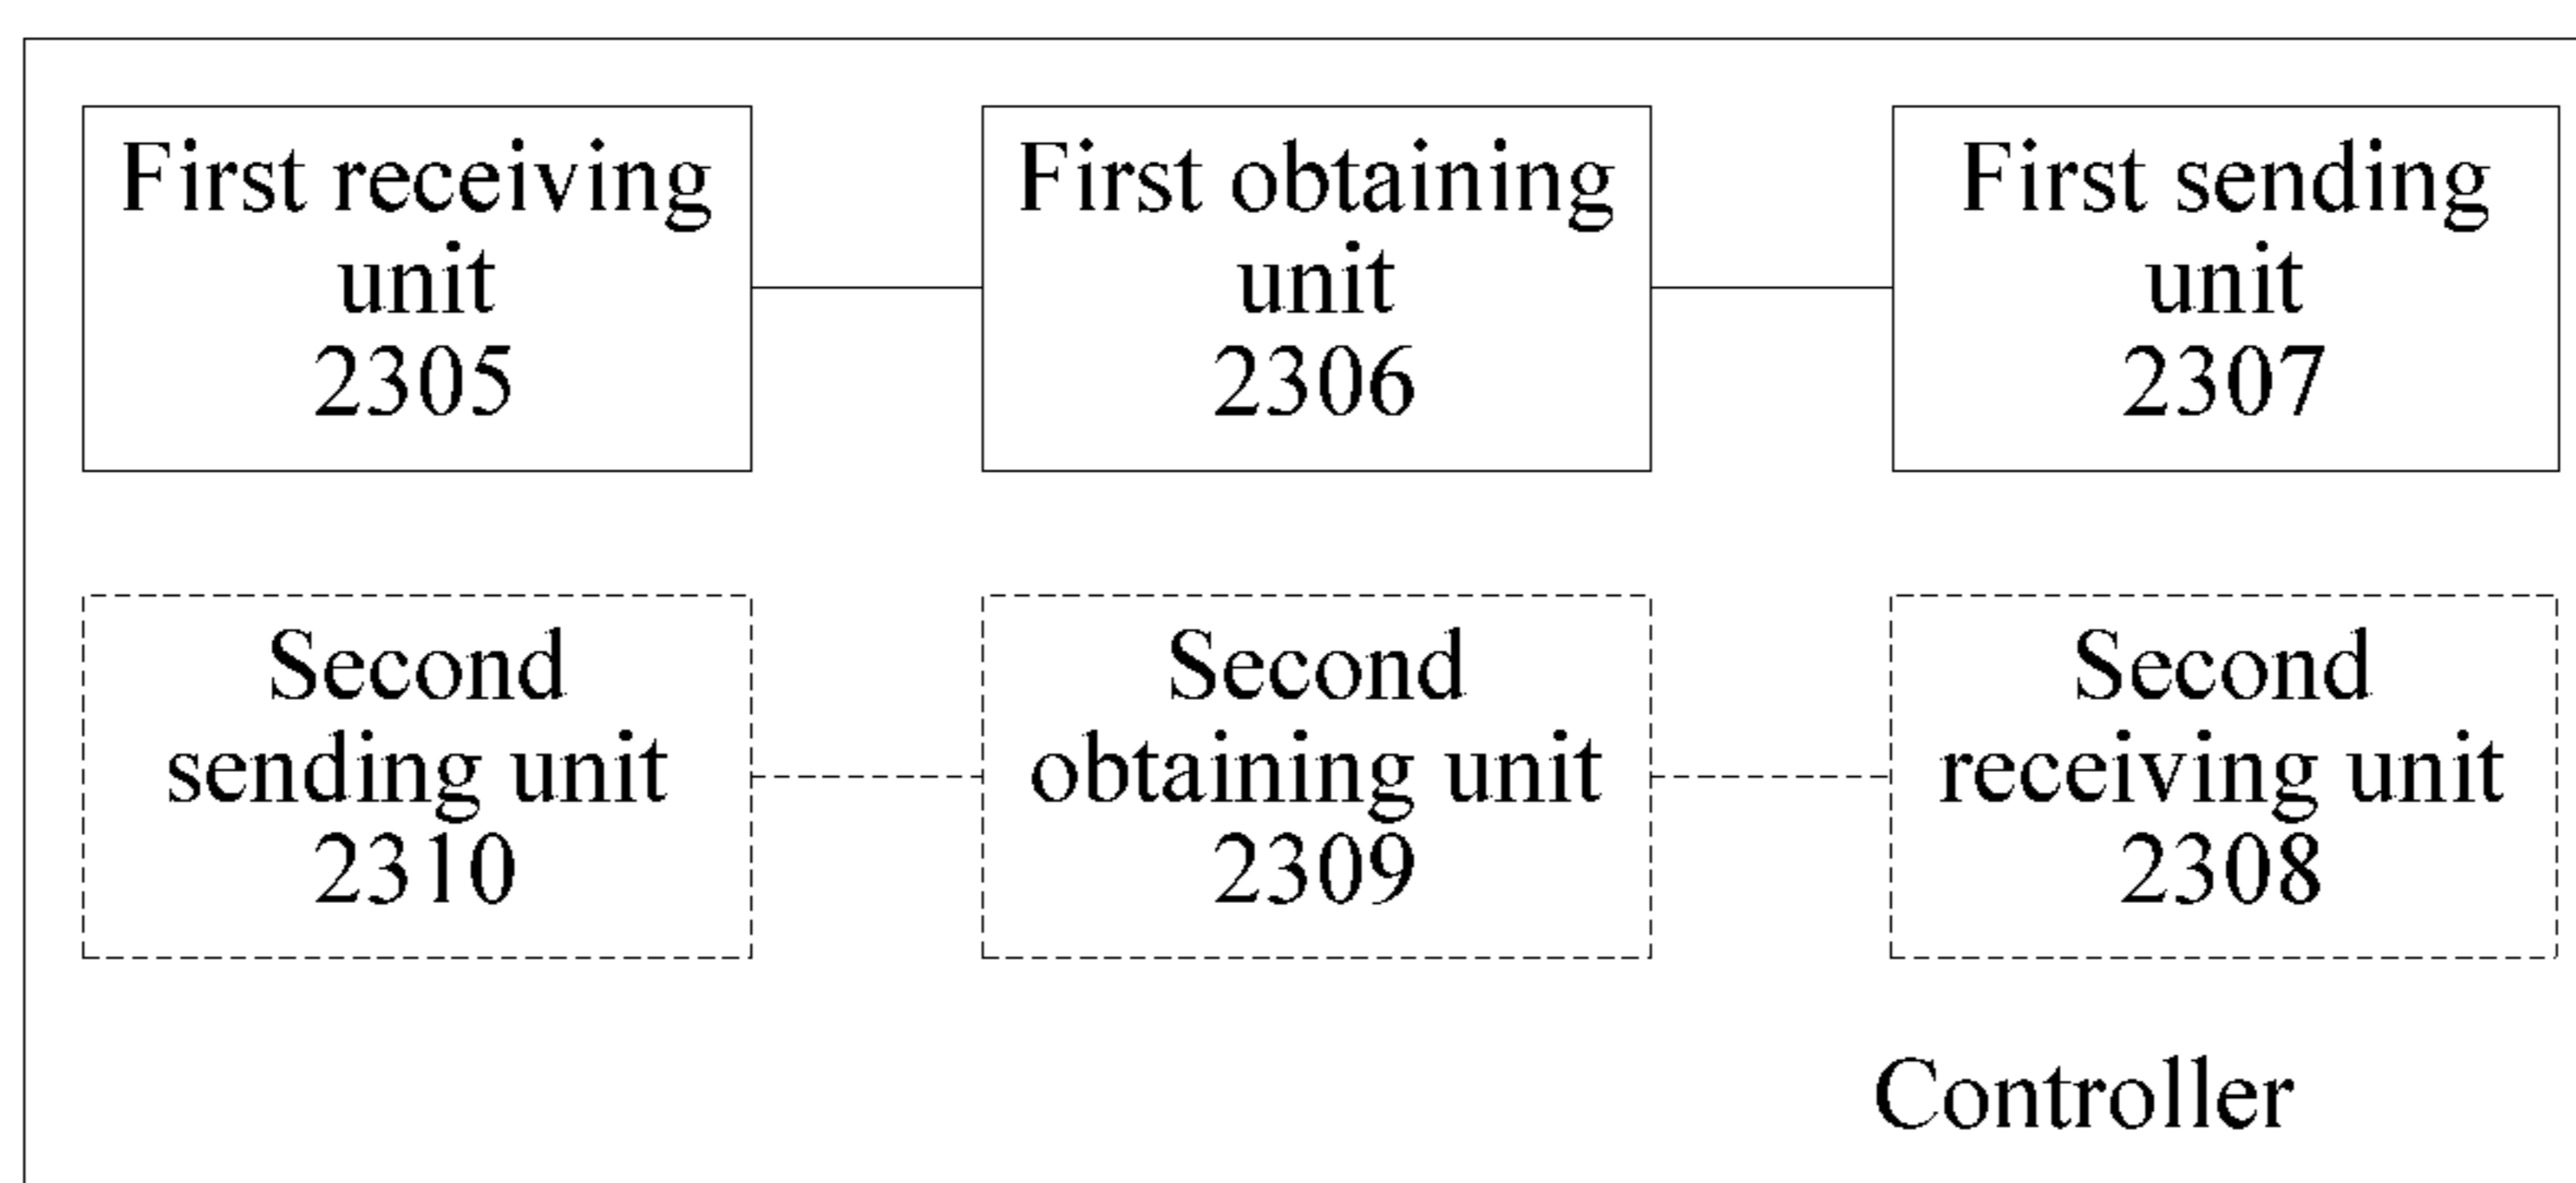 First receiving
unit
2305
First obtaining
unit
2306
First sending
unit
2307
Second
sending unit
2310
Second
obtaining unit
2309
Second
receiving unit
2308
Controller